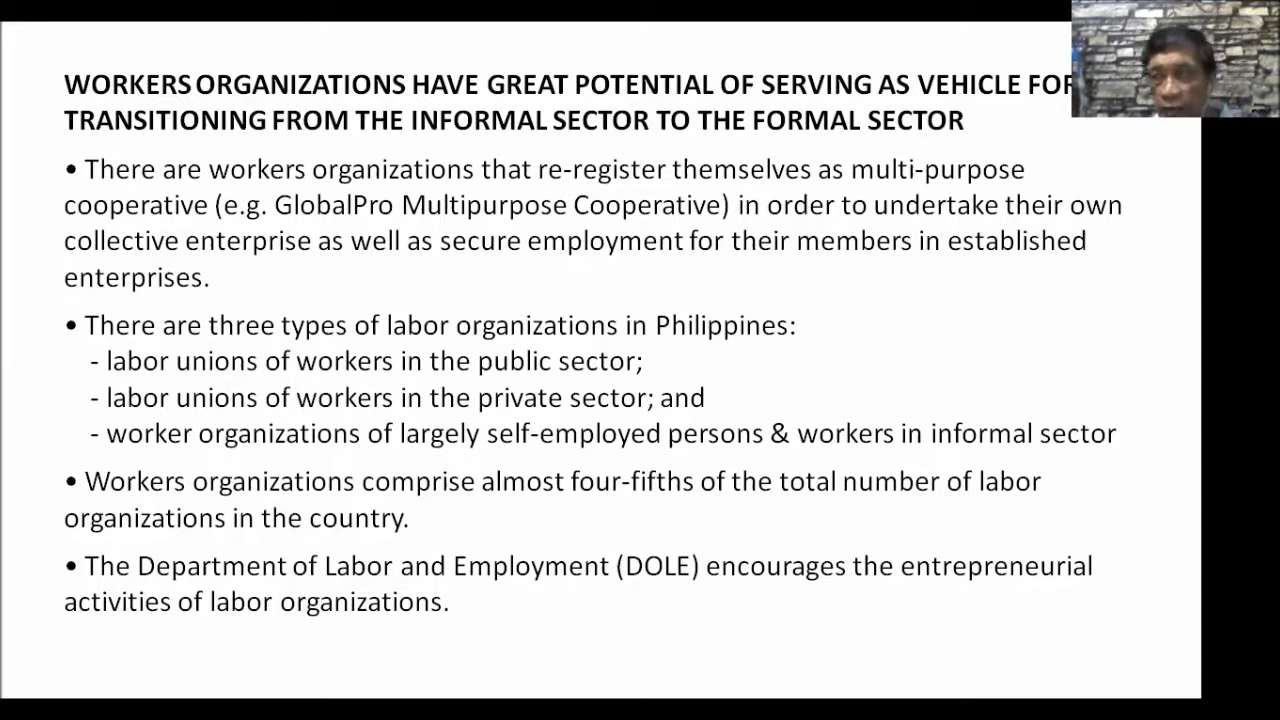 WORKERS ORGANIZATIONS HAVE GREAT POTENTIAL OF SERVING AS VEHICLE FOR
TRANSITIONING FROM THE INFORMAL SECTOR TO THE FORMAL SECTOR
• There are workers organizations that re-register themselves as multi-purpose
cooperative (e.g. GlobalPro Multipurpose Cooperative) in order to undertake their own
collective enterprise as well as secure employment for their members in established
enterprises.
• There are three types of labor organizations in Philippines:
- labor unions of workers in the public sector;
- labor unions of workers in the private sector; and
- worker organizations of largely self-employed persons & workers in informal sector
• Workers organizations comprise almost four-fifths of the total number of labor
organizations in the country.
• The Department of Labor and Employment (DOLE) encourages the entrepreneurial
activities of labor organizations.